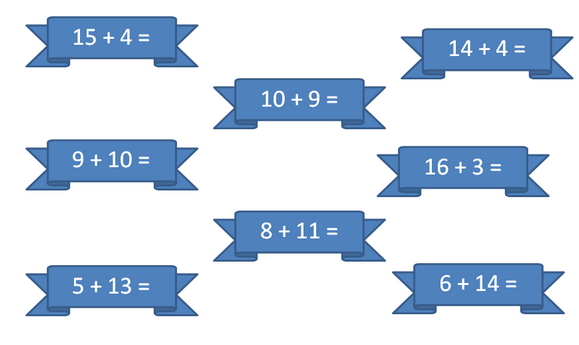 15 + 4 =
14 + 4 =
10 + 9 =
9 + 10 =
16 + 3 =
8 + 11 =
5 + 13 =
6 + 14 =